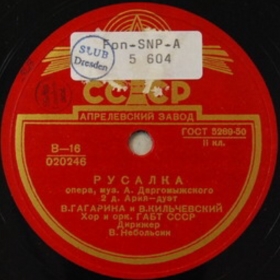 Fon-SNP-A
5 604
SLUB
Dresden
СССР
АПРЕЛЕВСКИЙ ЗАВОД
ГОСТ 5269-50
II кл.
В—16
020246
РУСАЛКА
опера, муз. А. Даргомыжского
2 д. Ария-дуэт
В. ГАГАРИНА и В. КИЛЬЧЕВСКИЙ
Хор и орк. ГАБТ СССР
Дирижер
В. Небольсин